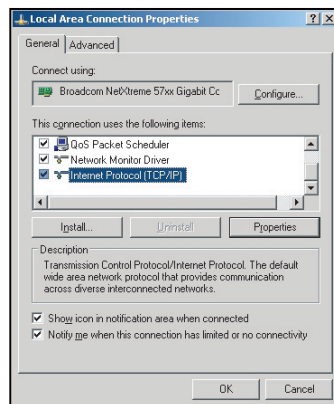 Local Area Connection Properties
General Advanced
Connect using:
Broadcom NetXtreme 57xx Gigabit Cc
Configure...
This connection uses the following items:
QoS Packet Scheduler
Network Monitor Driver
Internet Protocol (TCP/IP)
Install... Uninstall Properties
Description
Transmission Control Protocol/Internet Protocol. The default
wide area network protocol that provides communication
across diverse interconnected networks.
Show icon in notification area when connected
Notify me when this connection has limited or no connectivity
OK Cancel